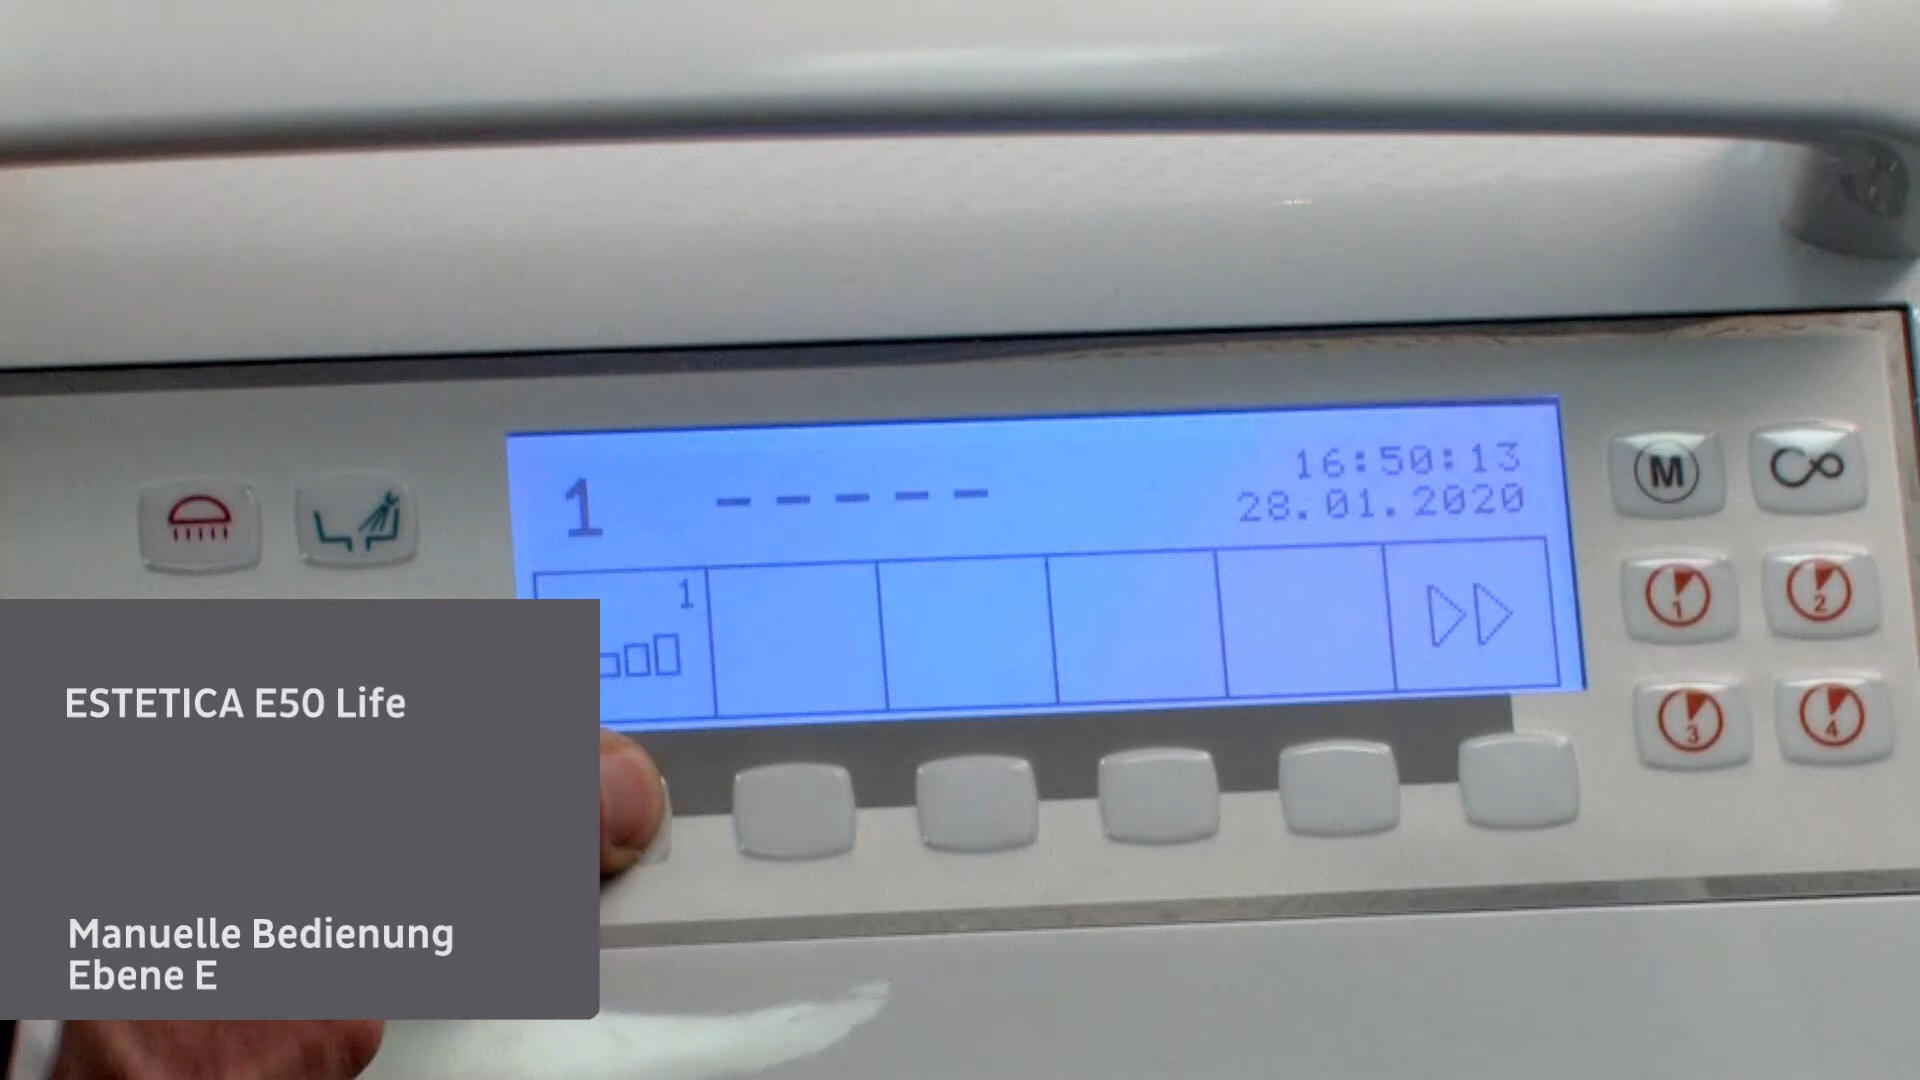 1 - - - - -
16:50:13
28.01.2020
1
M
1
2
3
4
ESTETICA E50 Life
Manuelle Bedienung
Ebene E